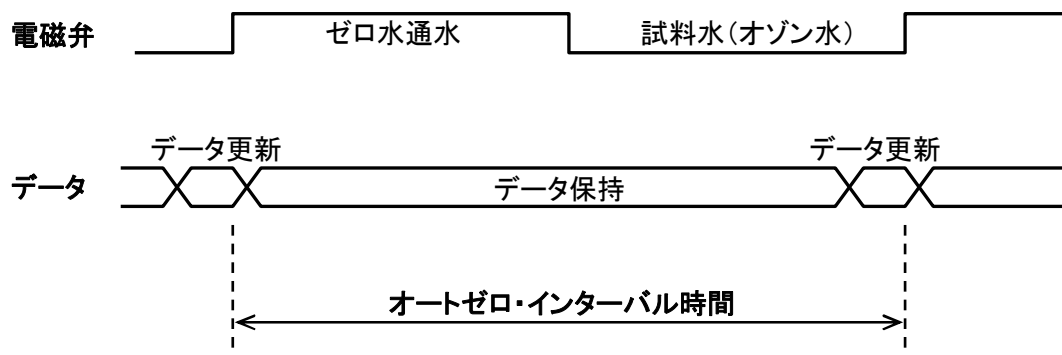 電磁弁
ゼロ水通水
試料水(オゾン水)
データ更新
データ更新
データ
データ保持
オートゼロ・インターバル時間